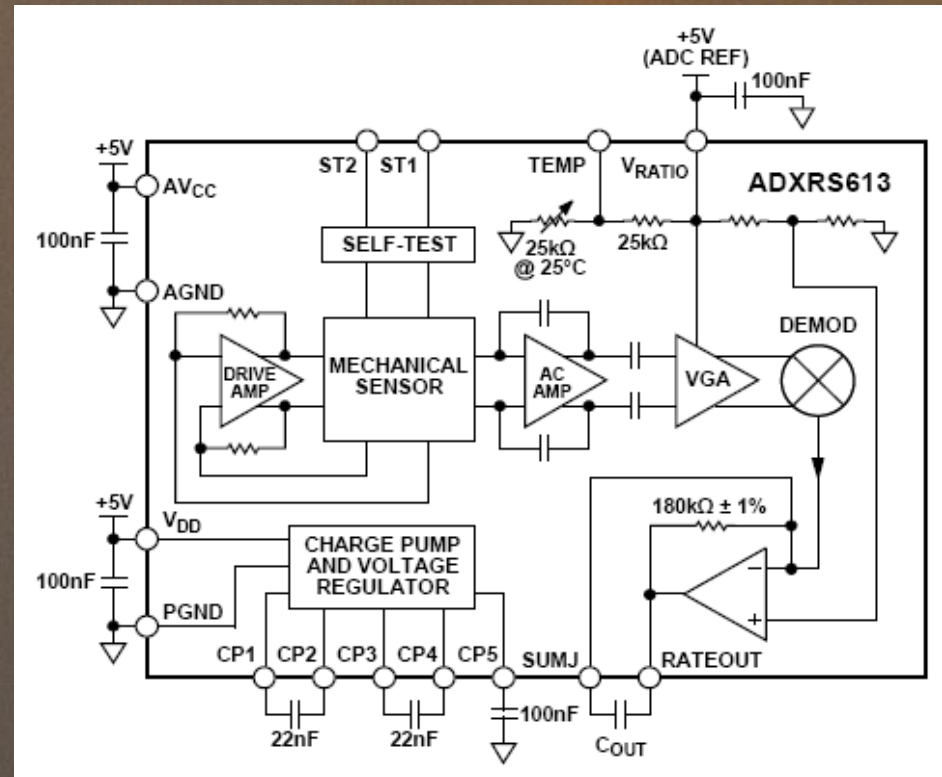 +5V
(ADC REF)
100nF
+5V
ST2 ST1 TEMP VRATIO
AVCC
ADXRS613
100nF
SELF-TEST
25kΩ
@ 25°C
25kΩ
AGND
DEMOD
DRIVE
AMP
MECHANICAL
SENSOR
AC
AMP
VGA
+5V
VDD
180kΩ ± 1%
CHARGE PUMP
AND VOLTAGE
REGULATOR
100nF
–
+
PGND
CP1 CP2 CP3 CP4 CP5 SUMJ RATEOUT
22nF 22nF 100nF
COUT